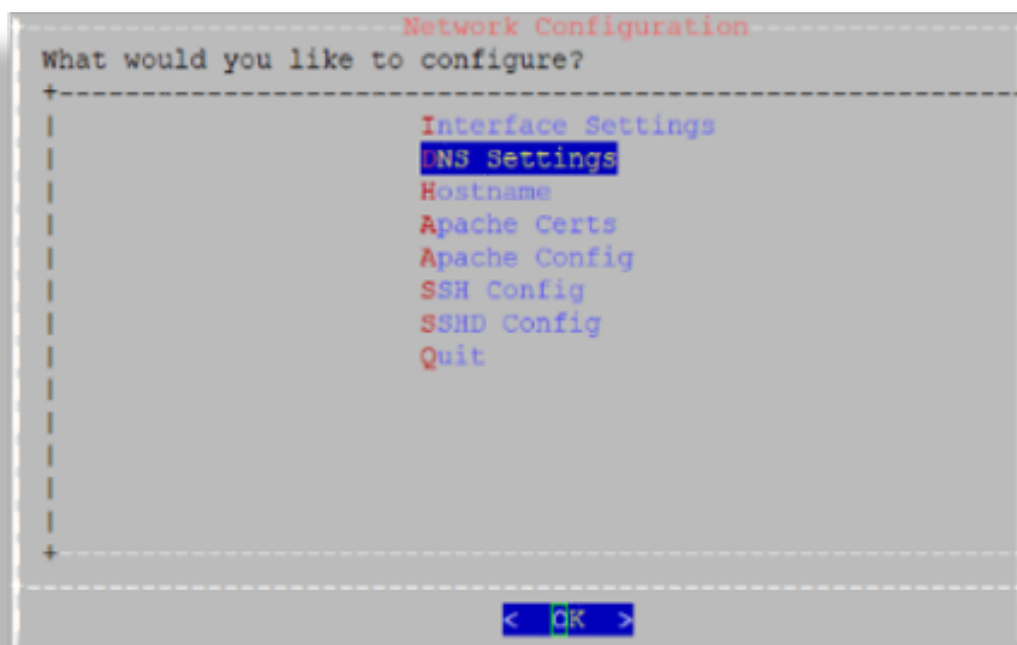 Network Configuration
What would you like to configure?
Interface Settings
DNS Settings
Hostname
Apache Certs
Apache Config
SSH Config
SSHD Config
Quit
< OK >